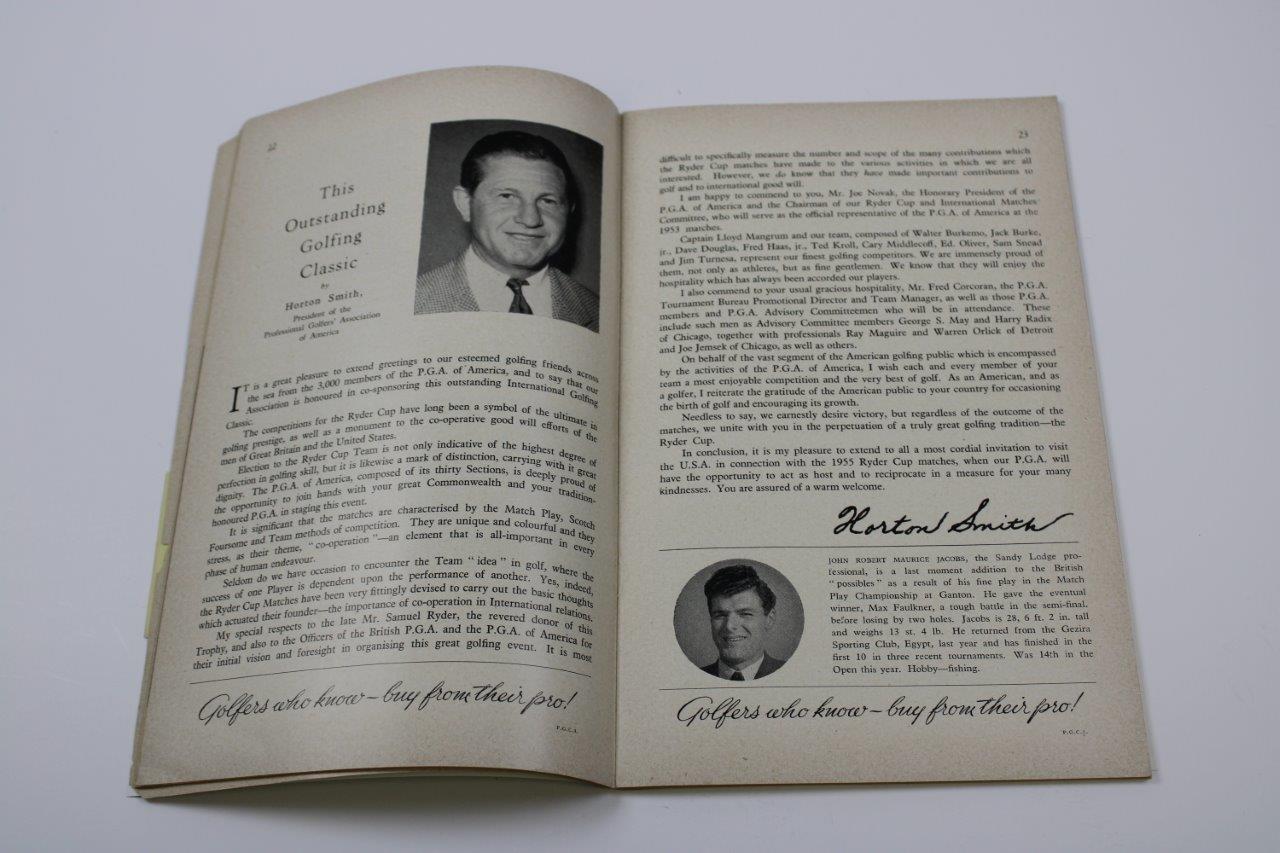 22
This
Outstanding
Golfing
Classic
by
Horton Smith,
President of the
Professional Golfers' Association
of America
IT is a great pleasure to extend greetings to our esteemed golfing friends across
the sea from the 3,000 members of the P.G.A. of America, and to say that our
Association is honoured in co-sponsoring this outstanding International Golfing
Classic.
The competitions for the Ryder Cup have long been a symbol of the ultimate in
golfing prestige, as well as a monument to the co-operative good will efforts of the
men of Great Britain and the United States.
Election to the Ryder Cup Team is not only indicative of the highest degree of
perfection in golfing skill, but it is likewise a mark of distinction, carrying with it great
dignity. The P.G.A. of America, composed of its thirty Sections, is deeply proud of
the opportunity to join hands with your great Commonwealth and your tradition-
honoured P.G.A. in staging this event.
It is significant that the matches are characterised by the Match Play, Scotch
Foursome and Team methods of competition. They are unique and colourful and they
stress, as their theme, "co-operation"—an element that is all-important in every
phase of human endeavour.
Seldom do we have occasion to encounter the Team "idea" in golf, where the
success of one Player is dependent upon the performance of another. Yes, indeed,
the Ryder Cup Matches have been very fittingly devised to carry out the basic thoughts
which actuated their founder—the importance of co-operation in International relations.
My special respects to the late Mr. Samuel Ryder, the revered donor of this
Trophy, and also to the Officers of the British P.G.A. and the P.G.A. of America for
their initial vision and foresight in organising this great golfing event. It is most
Golfers who know — buy from their pro!
P.G.C.I.
23
difficult to specifically measure the number and scope of the many contributions which
the Ryder Cup matches have made to the various activities in which we are all
interested. However, we do know that they have made important contributions to
golf and to international good will.
I am happy to commend to you, Mr. Joe Novak, the Honorary President of the
P.G.A. of America and the Chairman of our Ryder Cup and International Matches
Committee, who will serve as the official representative of the P.G.A. of America at the
1953 matches.
Captain Lloyd Mangrum and our team, composed of Walter Burkemo, Jack Burke,
jr., Dave Douglas, Fred Haas, jr., Ted Kroll, Cary Middlecoff, Ed. Oliver, Sam Snead
and Jim Turnesa, represent our finest golfing competitors. We are immensely proud of
them, not only as athletes, but as fine gentlemen. We know that they will enjoy the
hospitality which has always been accorded our players.
I also commend to your usual gracious hospitality, Mr. Fred Corcoran, the P.G.A.
Tournament Bureau Promotional Director and Team Manager, as well as those P.G.A.
members and P.G.A. Advisory Committeemen who will be in attendance. These
include such men as Advisory Committee members George S. May and Harry Radix
of Chicago, together with professionals Ray Maguire and Warren Orlick of Detroit
and Joe Jemsek of Chicago, as well as others.
On behalf of the vast segment of the American golfing public which is encompassed
by the activities of the P.G.A. of America, I wish each and every member of your
team a most enjoyable competition and the very best of golf. As an American, and as
a golfer, I reiterate the gratitude of the American public to your country for occasioning
the birth of golf and encouraging its growth.
Needless to say, we earnestly desire victory, but regardless of the outcome of the
matches, we unite with you in the perpetuation of a truly great golfing tradition—the
Ryder Cup.
In conclusion, it is my pleasure to extend to all a most cordial invitation to visit
the U.S.A. in connection with the 1955 Ryder Cup matches, when our P.G.A. will
have the opportunity to act as host and to reciprocate in a measure for your many
kindnesses. You are assured of a warm welcome.
Horton Smith
JOHN ROBERT MAURICE JACOBS, the Sandy Lodge pro-
fessional, is a last moment addition to the British
"possibles" as a result of his fine play in the Match
Play Championship at Ganton. He gave the eventual
winner, Max Faulkner, a tough battle in the semi-final,
before losing by two holes. Jacobs is 28, 6 ft. 2 in. tall
and weighs 13 st. 4 lb. He returned from the Gezira
Sporting Club, Egypt, last year and has finished in the
first 10 in three recent tournaments. Was 14th in the
Open this year. Hobby—fishing.
Golfers who know — buy from their pro!
P.G.C.I.